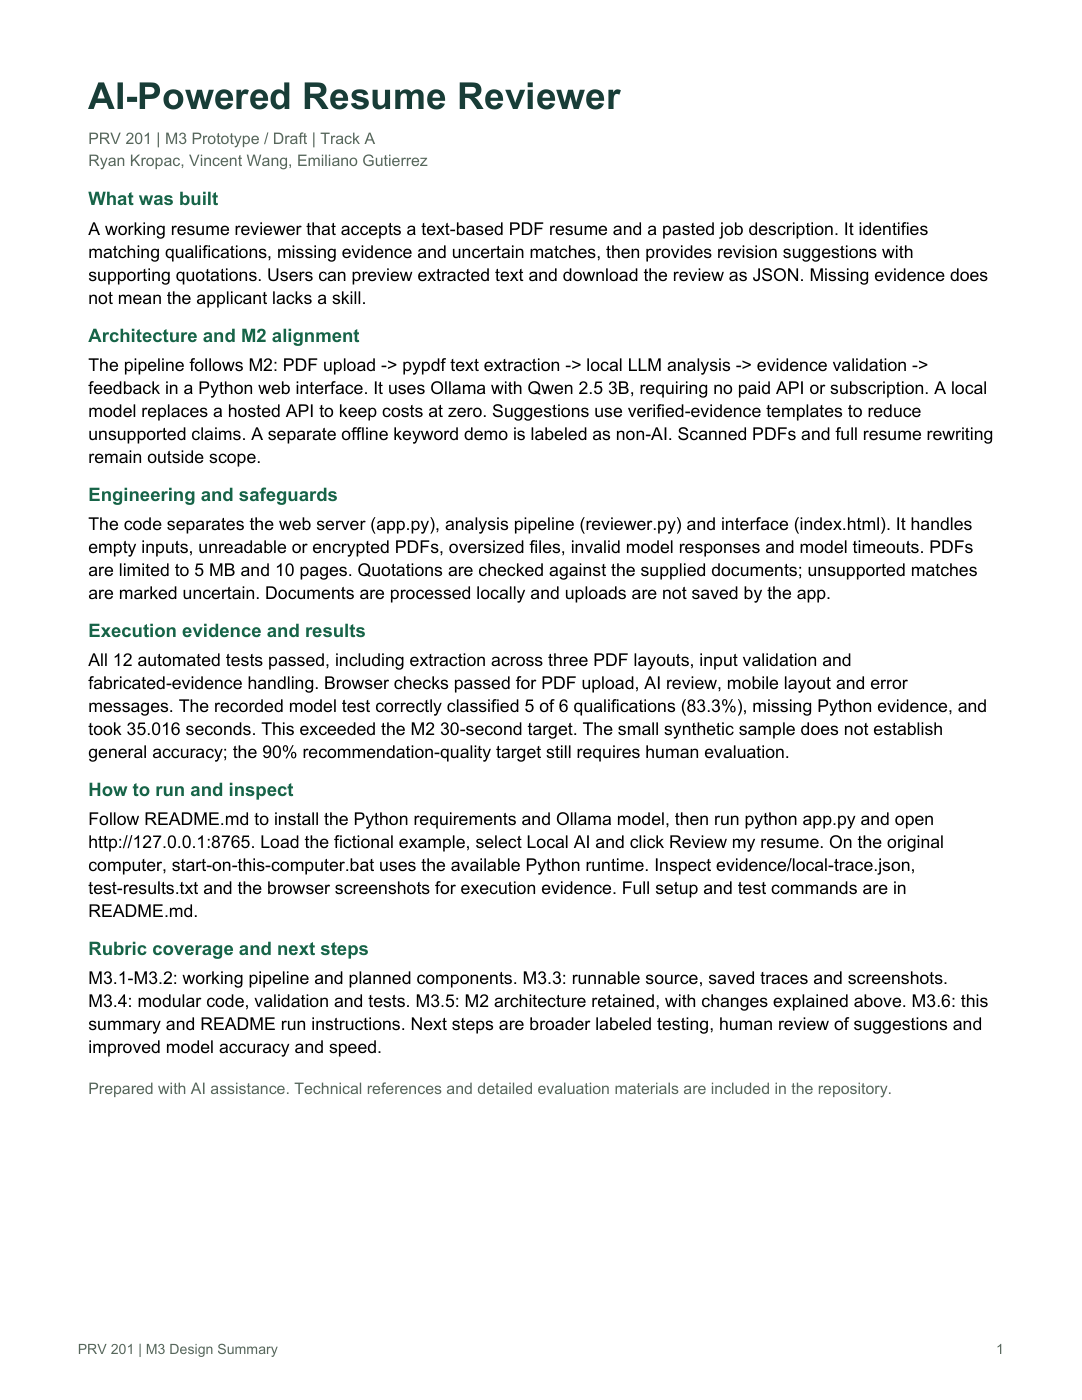 AI-Powered Resume Reviewer
PRV 201 | M3 Prototype / Draft | Track A
Ryan Kropac, Vincent Wang, Emiliano Gutierrez
What was built
A working resume reviewer that accepts a text-based PDF resume and a pasted job description. It identifies
matching qualifications, missing evidence and uncertain matches, then provides revision suggestions with
supporting quotations. Users can preview extracted text and download the review as JSON. Missing evidence does
not mean the applicant lacks a skill.
Architecture and M2 alignment
The pipeline follows M2: PDF upload -> pypdf text extraction -> local LLM analysis -> evidence validation ->
feedback in a Python web interface. It uses Ollama with Qwen 2.5 3B, requiring no paid API or subscription. A local
model replaces a hosted API to keep costs at zero. Suggestions use verified-evidence templates to reduce
unsupported claims. A separate offline keyword demo is labeled as non-AI. Scanned PDFs and full resume rewriting
remain outside scope.
Engineering and safeguards
The code separates the web server (app.py), analysis pipeline (reviewer.py) and interface (index.html). It handles
empty inputs, unreadable or encrypted PDFs, oversized files, invalid model responses and model timeouts. PDFs
are limited to 5 MB and 10 pages. Quotations are checked against the supplied documents; unsupported matches
are marked uncertain. Documents are processed locally and uploads are not saved by the app.
Execution evidence and results
All 12 automated tests passed, including extraction across three PDF layouts, input validation and
fabricated-evidence handling. Browser checks passed for PDF upload, AI review, mobile layout and error
messages. The recorded model test correctly classified 5 of 6 qualifications (83.3%), missing Python evidence, and
took 35.016 seconds. This exceeded the M2 30-second target. The small synthetic sample does not establish
general accuracy; the 90% recommendation-quality target still requires human evaluation.
How to run and inspect
Follow README.md to install the Python requirements and Ollama model, then run python app.py and open
http://127.0.0.1:8765. Load the fictional example, select Local AI and click Review my resume. On the original
computer, start-on-this-computer.bat uses the available Python runtime. Inspect evidence/local-trace.json,
test-results.txt and the browser screenshots for execution evidence. Full setup and test commands are in
README.md.
Rubric coverage and next steps
M3.1-M3.2: working pipeline and planned components. M3.3: runnable source, saved traces and screenshots.
M3.4: modular code, validation and tests. M3.5: M2 architecture retained, with changes explained above. M3.6: this
summary and README run instructions. Next steps are broader labeled testing, human review of suggestions and
improved model accuracy and speed.
Prepared with AI assistance. Technical references and detailed evaluation materials are included in the repository.
PRV 201 | M3 Design Summary
1